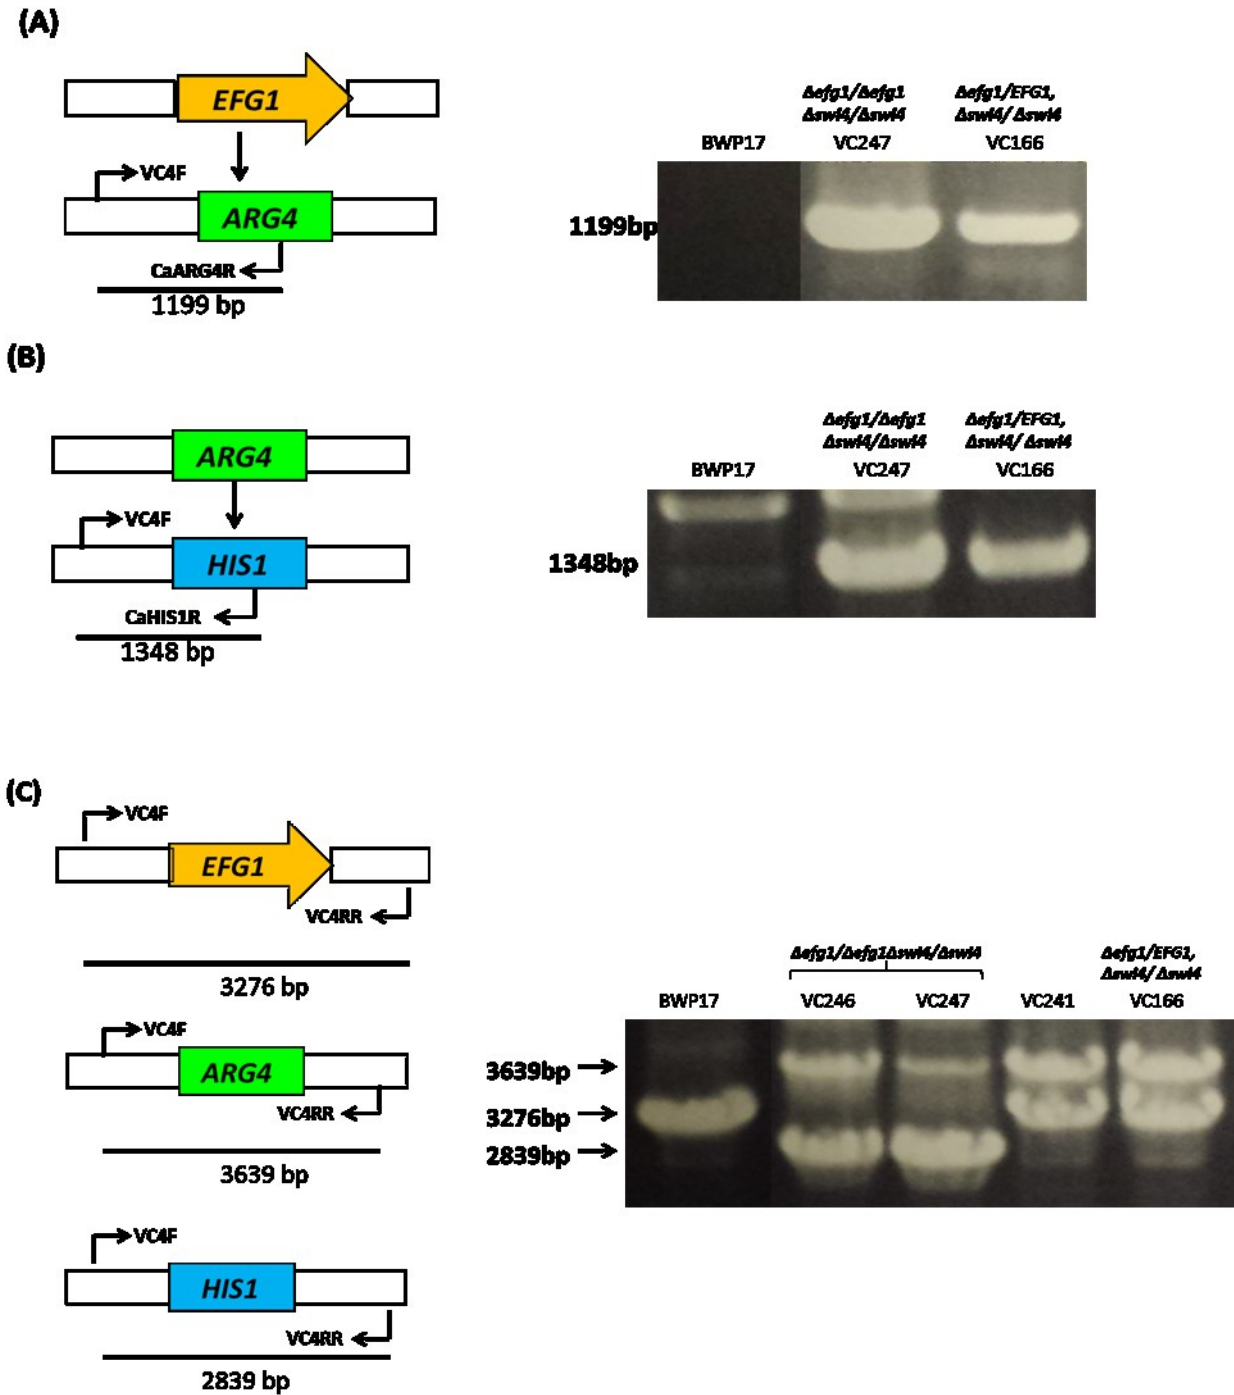 (A)
EFG1
VC4F
ARG4
CaARG4R
1199 bp
Δefg1/Δefg1
Δswi4/Δswi4
Δefg1/EFG1,
Δswi4/ Δswi4
BWP17
VC247
VC166
1199bp
(B)
ARG4
VC4F
HIS1
CaHIS1R
1348 bp
Δefg1/Δefg1
Δswi4/Δswi4
Δefg1/EFG1,
Δswi4/ Δswi4
BWP17
VC247
VC166
1348bp
(C)
VC4F
EFG1
VC4RR
3276 bp
VC4F
ARG4
VC4RR
3639 bp
VC4F
HIS1
VC4RR
2839 bp
Δefg1/Δefg1Δswi4/Δswi4
Δefg1/EFG1,
Δswi4/ Δswi4
BWP17
VC246
VC247
VC241
VC166
3639bp
3276bp
2839bp